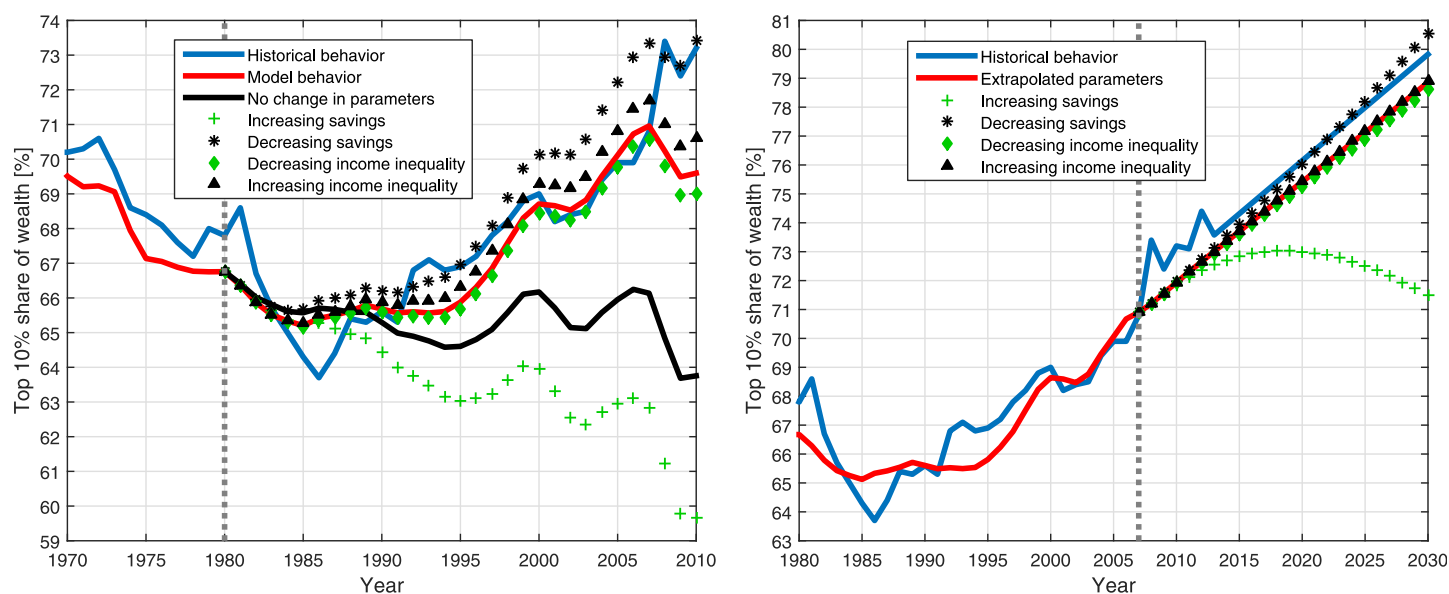 74
73
72
71
70
69
68
67
66
65
64
63
62
61
60
59
Top 10% share of wealth [%]
Historical behavior
Model behavior
No change in parameters
Increasing savings
Decreasing savings
Decreasing income inequality
Increasing income inequality
1970 1975 1980 1985 1990 1995 2000 2005 2010
Year
81
80
79
78
77
76
75
74
73
72
71
70
69
68
67
66
65
64
63
Top 10% share of wealth [%]
Historical behavior
Extrapolated parameters
Increasing savings
Decreasing savings
Decreasing income inequality
Increasing income inequality
1980 1985 1990 1995 2000 2005 2010 2015 2020 2025 2030
Year